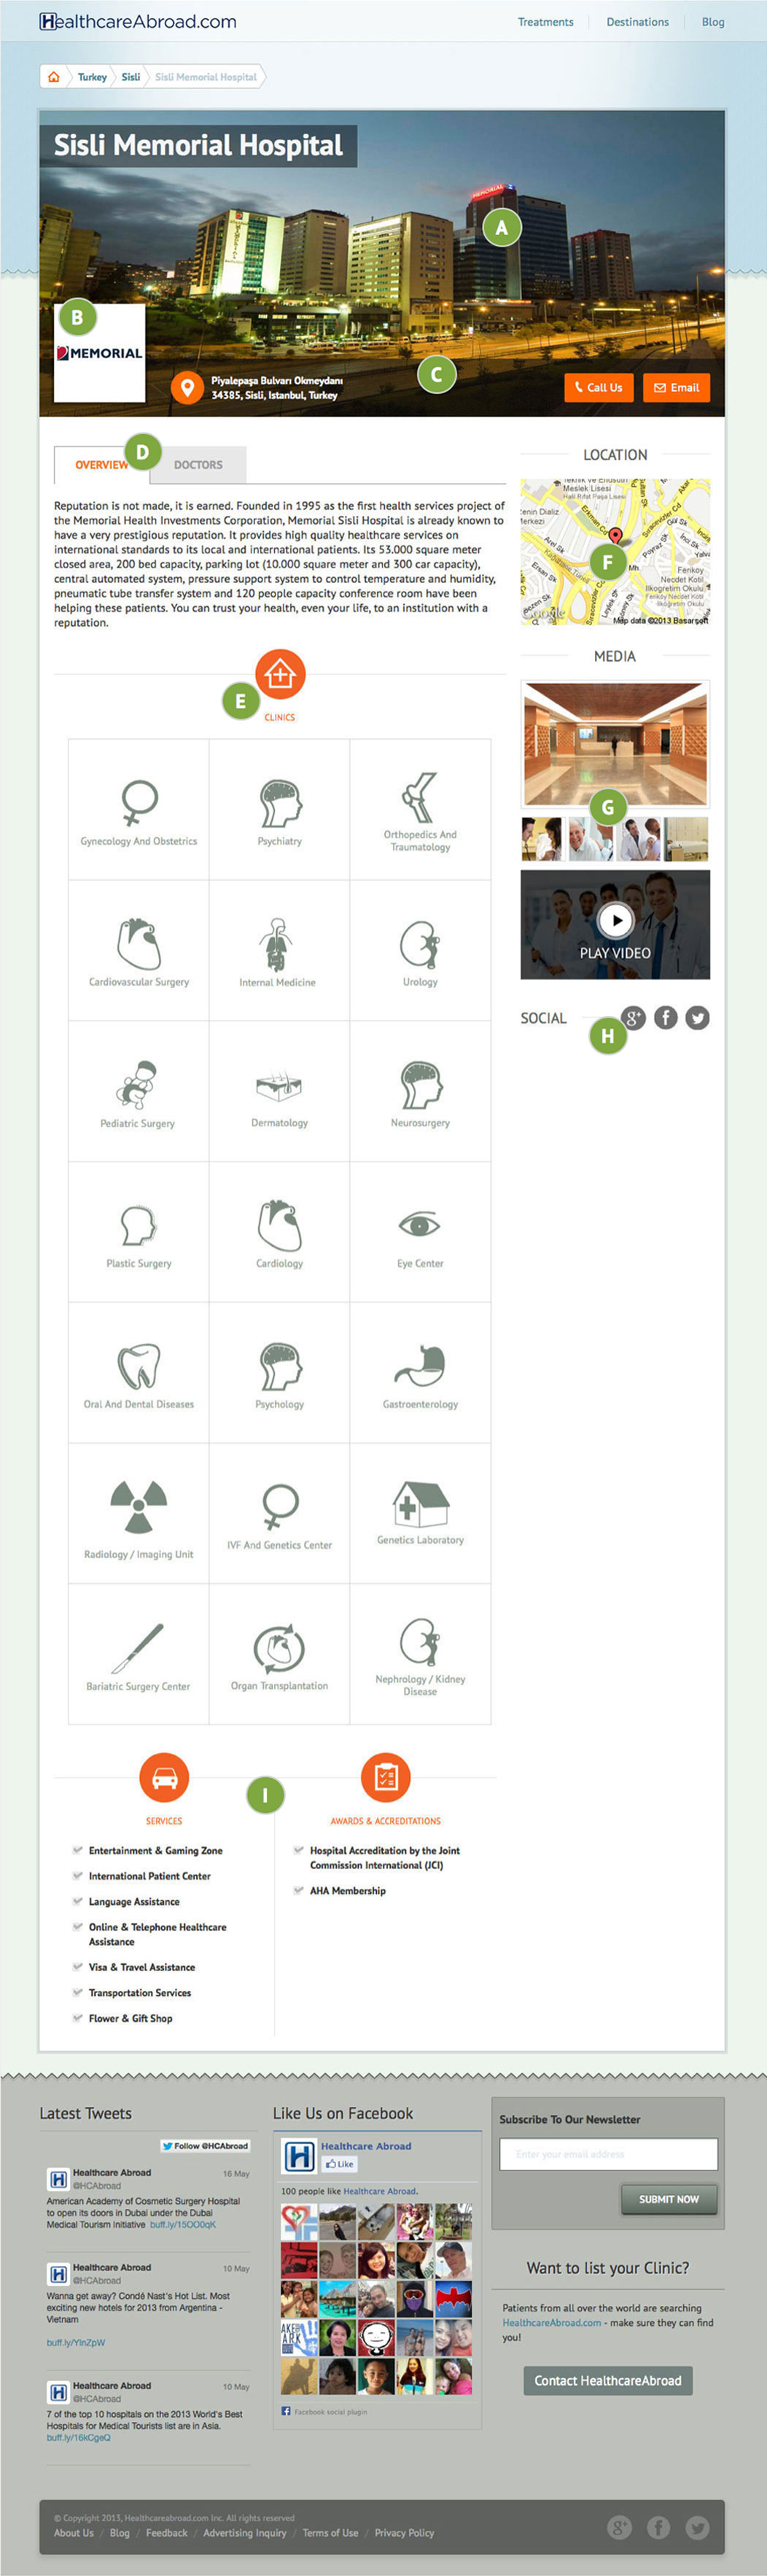 HealthcareAbroad.com
Treatments
Destinations
Blog
Turkey
Sisli
Sisli Memorial Hospital
Sisli Memorial Hospital
MEMORIAL
A
B
MEMORIAL
C
Piyalepaşa Bulvarı Okmeydanı
34385, Sisli, Istanbul, Turkey
Call Us
Email
OVERVIEW
D
DOCTORS
Reputation is not made, it is earned. Founded in 1995 as the first health services project of
the Memorial Health Investments Corporation, Memorial Sisli Hospital is already known to
have a very prestigious reputation. It provides high quality healthcare services on
international standards to its local and international patients. Its 53.000 square meter
closed area, 200 bed capacity, parking lot (10.000 square meter and 300 car capacity),
central automated system, pressure support system to control temperature and humidity,
pneumatic tube transfer system and 120 people capacity conference room have been
helping these patients. You can trust your health, even your life, to an institution with a
reputation.
E
CLINICS
Gynecology And Obstetrics
Psychiatry
Orthopedics And
Traumatology
Cardiovascular Surgery
Internal Medicine
Urology
Pediatric Surgery
Dermatology
Neurosurgery
Plastic Surgery
Cardiology
Eye Center
Oral And Dental Diseases
Psychology
Gastroenterology
Radiology / Imaging Unit
IVF And Genetics Center
Genetics Laboratory
Bariatric Surgery Center
Organ Transplantation
Nephrology / Kidney
Disease
LOCATION
Meslek Lisesi
Halil Rıfat Paşa Lisesi
Arel Sk
F
Feriköy
Necdet Kotil
İlkogretim Okulu
Google
Map data ©2013 Basarsoft
MEDIA
G
PLAY VIDEO
SOCIAL
H
I
SERVICES
Entertainment & Gaming Zone
International Patient Center
Language Assistance
Online & Telephone Healthcare
Assistance
Visa & Travel Assistance
Transportation Services
Flower & Gift Shop
AWARDS & ACCREDITATIONS
Hospital Accreditation by the Joint
Commission International (JCI)
AHA Membership
Latest Tweets
Follow @HCAbroad
Healthcare Abroad
16 May
@HCAbroad
American Academy of Cosmetic Surgery Hospital
to open its doors in Dubai under the Dubai
Medical Tourism Initiative buff.ly/15OO0qK
Healthcare Abroad
10 May
@HCAbroad
Wanna get away? Condé Nast's Hot List. Most
exciting new hotels for 2013 from Argentina -
Vietnam
buff.ly/YlnZpW
Healthcare Abroad
10 May
@HCAbroad
7 of the top 10 hospitals on the 2013 World's Best
Hospitals for Medical Tourists list are in Asia.
buff.ly/16kCgeQ
Like Us on Facebook
Healthcare Abroad
Like
100 people like Healthcare Abroad.
Facebook social plugin
Subscribe To Our Newsletter
Enter your email address
SUBMIT NOW
Want to list your Clinic?
Patients from all over the world are searching
HealthcareAbroad.com - make sure they can find
you!
Contact HealthcareAbroad
© Copyright 2013, Healthcareabroad.com Inc. All rights reserved
About Us / Blog / Feedback / Advertising Inquiry / Terms of Use / Privacy Policy